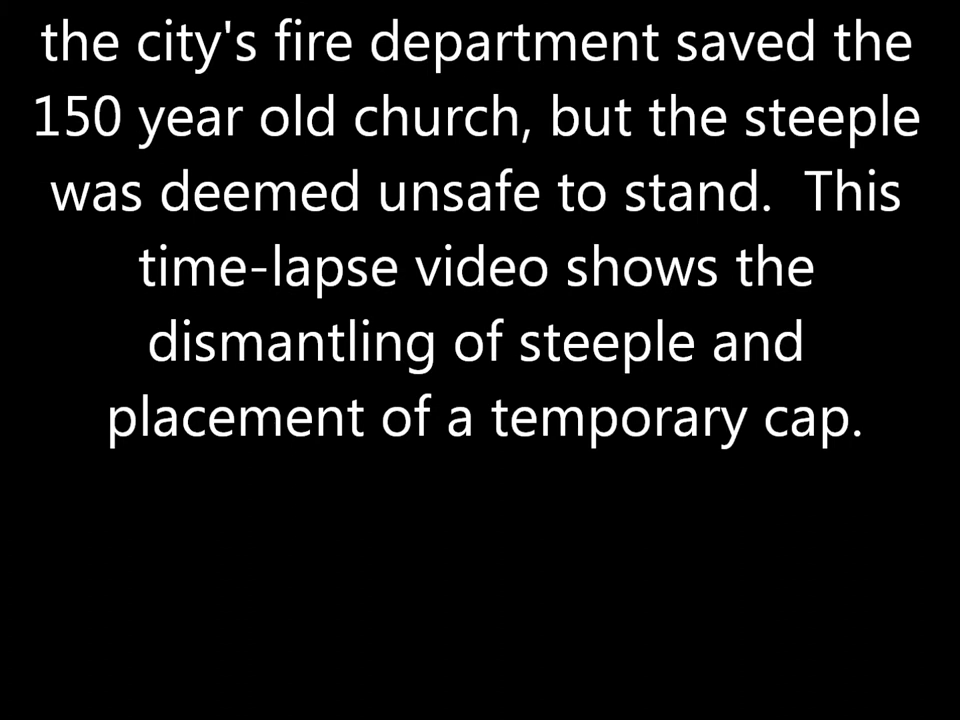 the city's fire department saved the
150 year old church, but the steeple
was deemed unsafe to stand.  This
time-lapse video shows the
dismantling of steeple and
placement of a temporary cap.